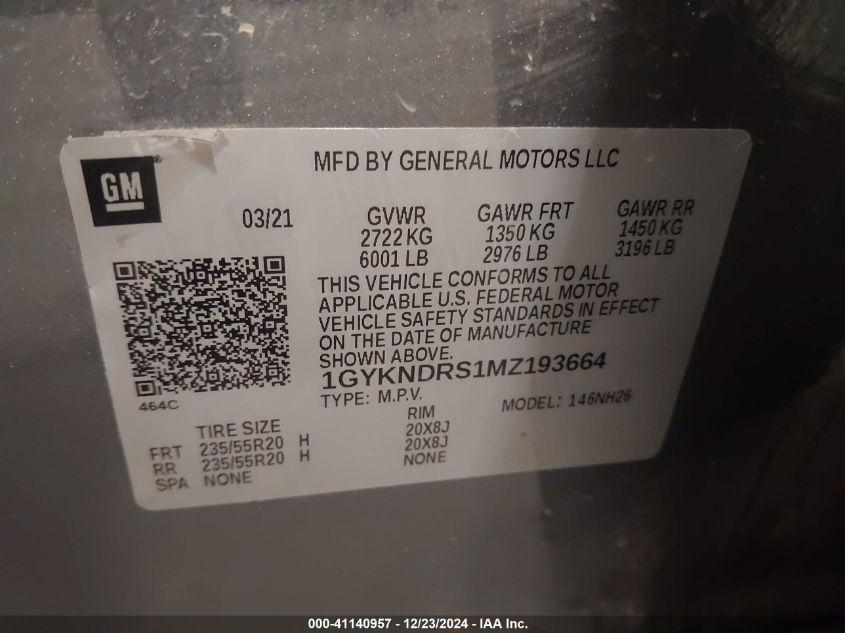 MFD BY GENERAL MOTORS LLC
GM
®
03/21
GVWR GAWR FRT GAWR RR
2722 KG 1350 KG 1450 KG
6001 LB 2976 LB 3196 LB
THIS VEHICLE CONFORMS TO ALL
APPLICABLE U.S. FEDERAL MOTOR
VEHICLE SAFETY STANDARDS IN EFFECT
ON THE DATE OF MANUFACTURE
SHOWN ABOVE.
1GYKNDRS1MZ193664
464C
TYPE: M.P.V. MODEL: 146NH26
TIRE SIZE RIM
FRT 235/55R20 H 20X8J
RR 235/55R20 H 20X8J
SPA NONE NONE
000-41140957 - 12/23/2024 - IAA Inc.